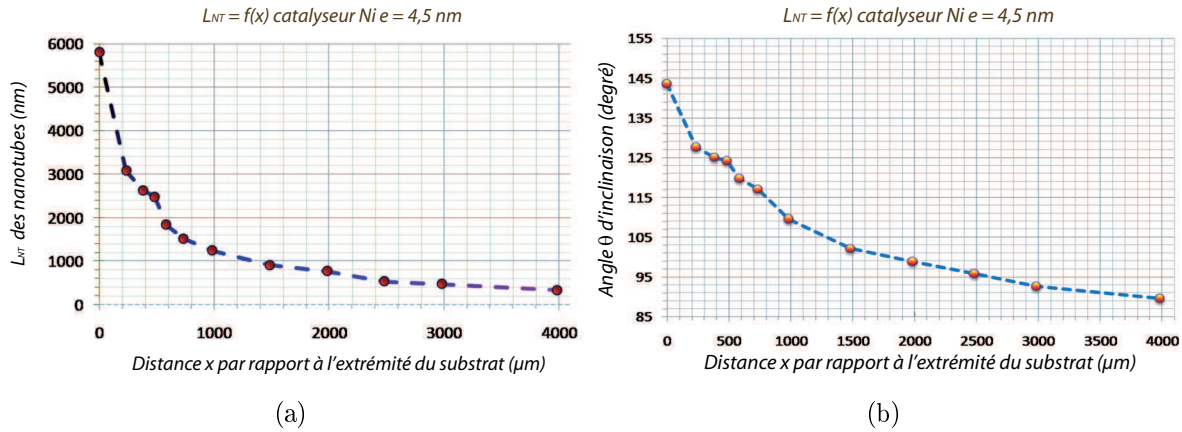 LNT = f(x) catalyseur Ni e = 4,5 nm
LNT des nanotubes (nm)
6000
5000
4000
3000
2000
1000
0
0 1000 2000 3000 4000
Distance x par rapport à l'extrémité du substrat (µm)
(a)
LNT = f(x) catalyseur Ni e = 4,5 nm
Angle θ d'inclinaison (degré)
155
145
135
125
115
105
95
85
0 500 1000 1500 2000 2500 3000 3500 4000
Distance x par rapport à l'extrémité du substrat (µm)
(b)